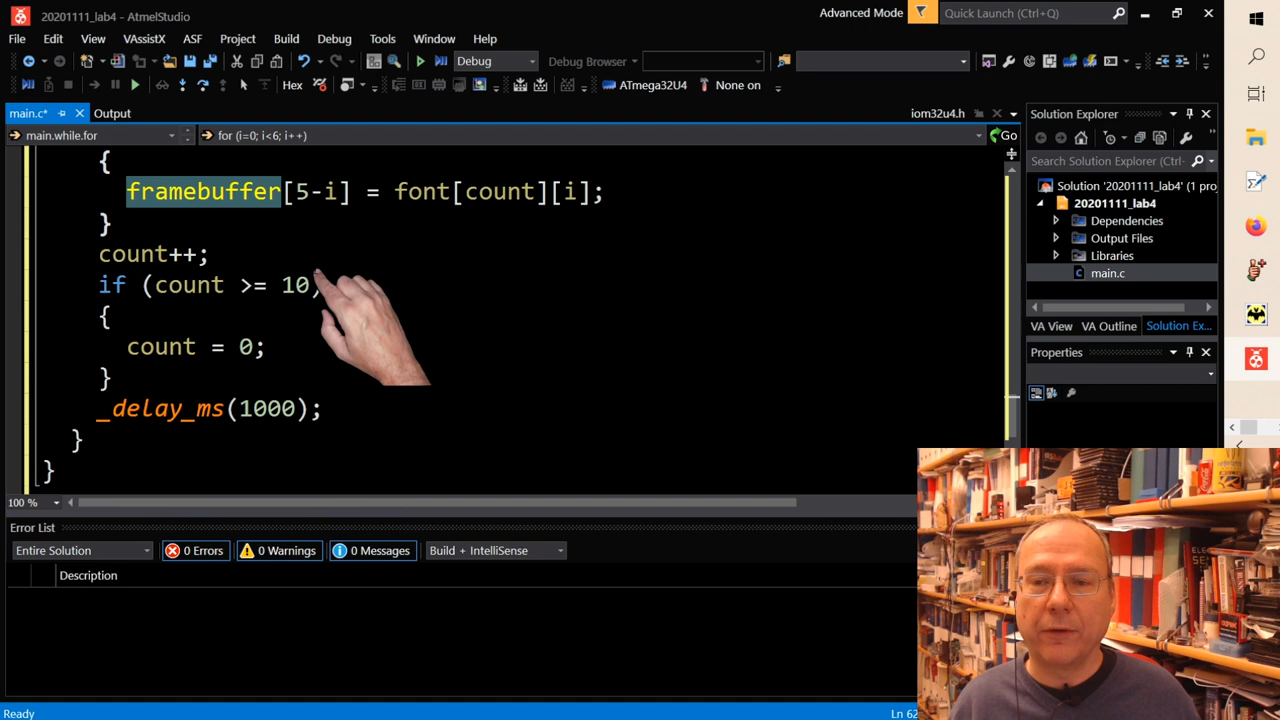 20201111_lab4 - AtmelStudio
Advanced Mode
Quick Launch (Ctrl+Q)
File Edit View VAssistX ASF Project Build Debug Tools Window Help
Debug
Debug Browser
Hex
ATmega32U4
None on
main.c*
Output
iom32u4.h
main.while.for
for (i=0; i<6; i++)
Go
{
framebuffer[5-i] = font[count][i];
}
count++;
if (count >= 10)
{
count = 0;
}
_delay_ms(1000);
}
}
100 %
Solution Explorer
Search Solution Explorer
Solution '20201111_lab4' (1 proj
20201111_lab4
Dependencies
Output Files
Libraries
main.c
VA View
VA Outline
Solution Ex...
Properties
Error List
Entire Solution
0 Errors
0 Warnings
0 Messages
Build + IntelliSense
Description
Ready
Ln 62